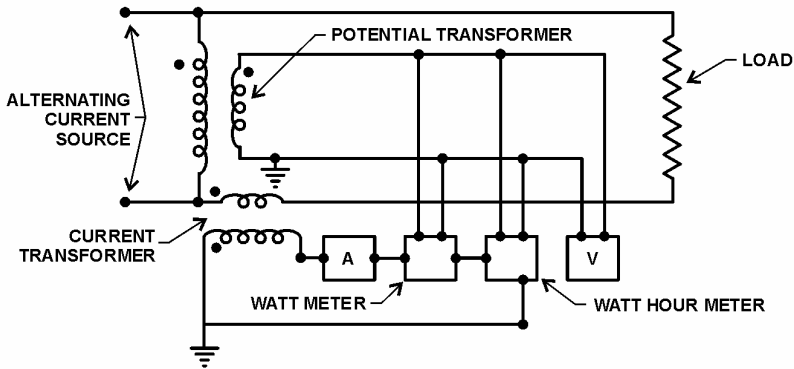 POTENTIAL TRANSFORMER
LOAD
ALTERNATING
CURRENT
SOURCE
CURRENT
TRANSFORMER
A
V
WATT METER
WATT HOUR METER